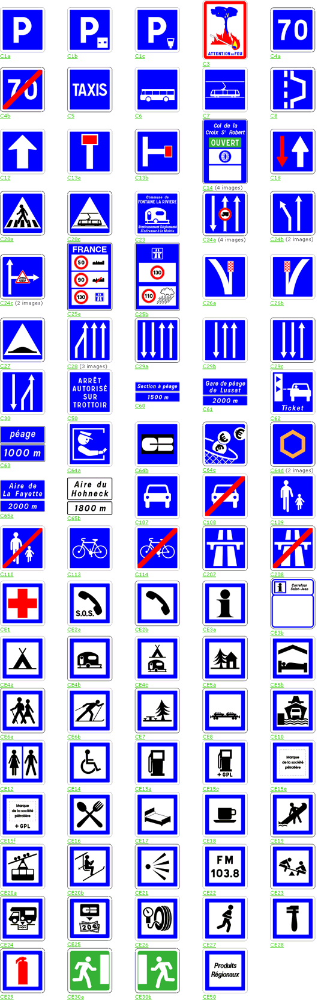 P
P
P
ATTENTION AU FEU
70
C1a
C1b
C1c
C3
C4a
70
TAXIS
C4b
C5
C6
C7
C8
Col de la
Croix St Robert
OUVERT
C12
C13a
C13b
C14 (4 images)
C18
Commune de
FONTAINE LA RIVIERE
Stationnement Réglementé
S'adresser à la Mairie
C20a
C20c
C23
C24a (4 images)
C24b (2 images)
FRANCE
50
90
130
130
110
C24c (2 images)
C25a
C25b
C26a
C26b
C27
C28 (3 images)
C29a
C29b
C29c
ARRÊT
AUTORISÉ
SUR
TROTTOIR
Section à péage
1500 m
Gare de péage
de Lussat
2000 m
Ticket
C30
C50
C60
C61
C62
péage
1000 m
C63
C64a
C64b
C64c
C64d (2 images)
Aire de
La Fayette
2000 m
Aire du
Hohneck
1800 m
C65a
C65b
C107
C108
C109
C110
C113
C114
C207
C208
S.O.S.
i
i
Carrefour
Saint-Jean
CE1
CE2a
CE2b
CE3a
CE3b
CE4a
CE4b
CE4c
CE5a
CE5b
CE6a
CE6b
CE7
CE8
CE10
+ GPL
Marque
de la société
pétrolière
CE12
CE14
CE15a
CE15c
CE15e
Marque
de la société
pétrolière
+ GPL
CE15f
CE16
CE17
CE18
CE19
FM
103.8
CE20a
CE20b
CE21
CE22
CE23
20€
CE24
CE25
CE26
CE27
CE28
Produits
Régionaux
CE29
CE30a
CE30b
CE50